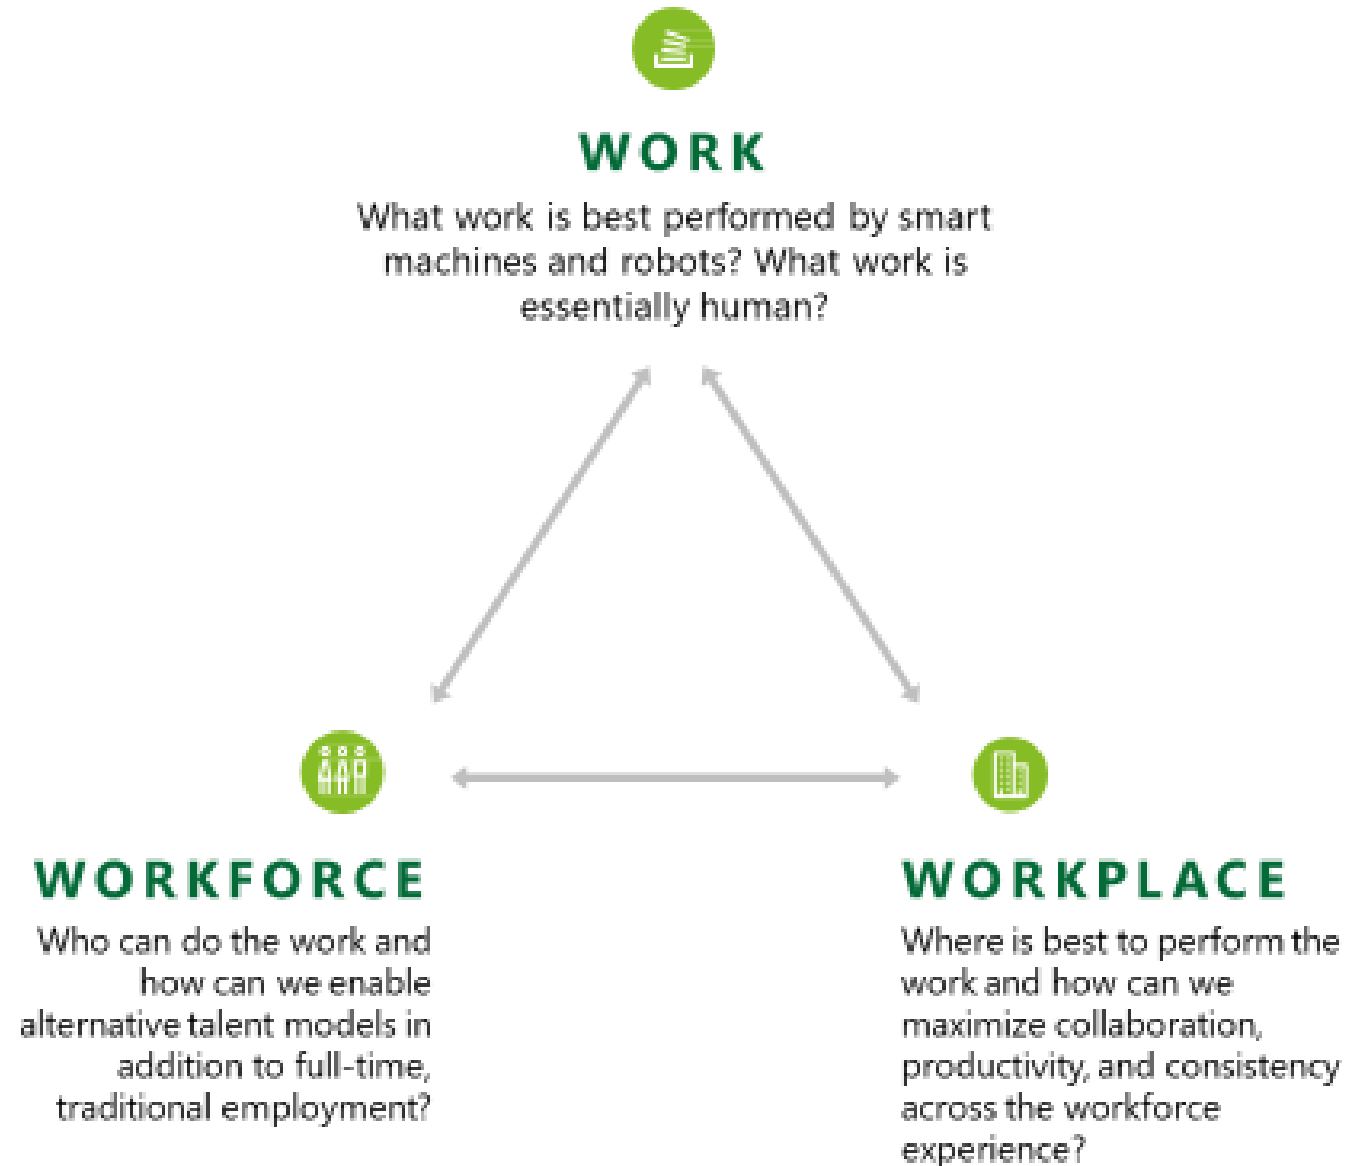 WORK
What work is best performed by smart
machines and robots? What work is
essentially human?
WORKFORCE
Who can do the work and
how can we enable
alternative talent models in
addition to full-time,
traditional employment?
WORKPLACE
Where is best to perform the
work and how can we
maximize collaboration,
productivity, and consistency
across the workforce
experience?